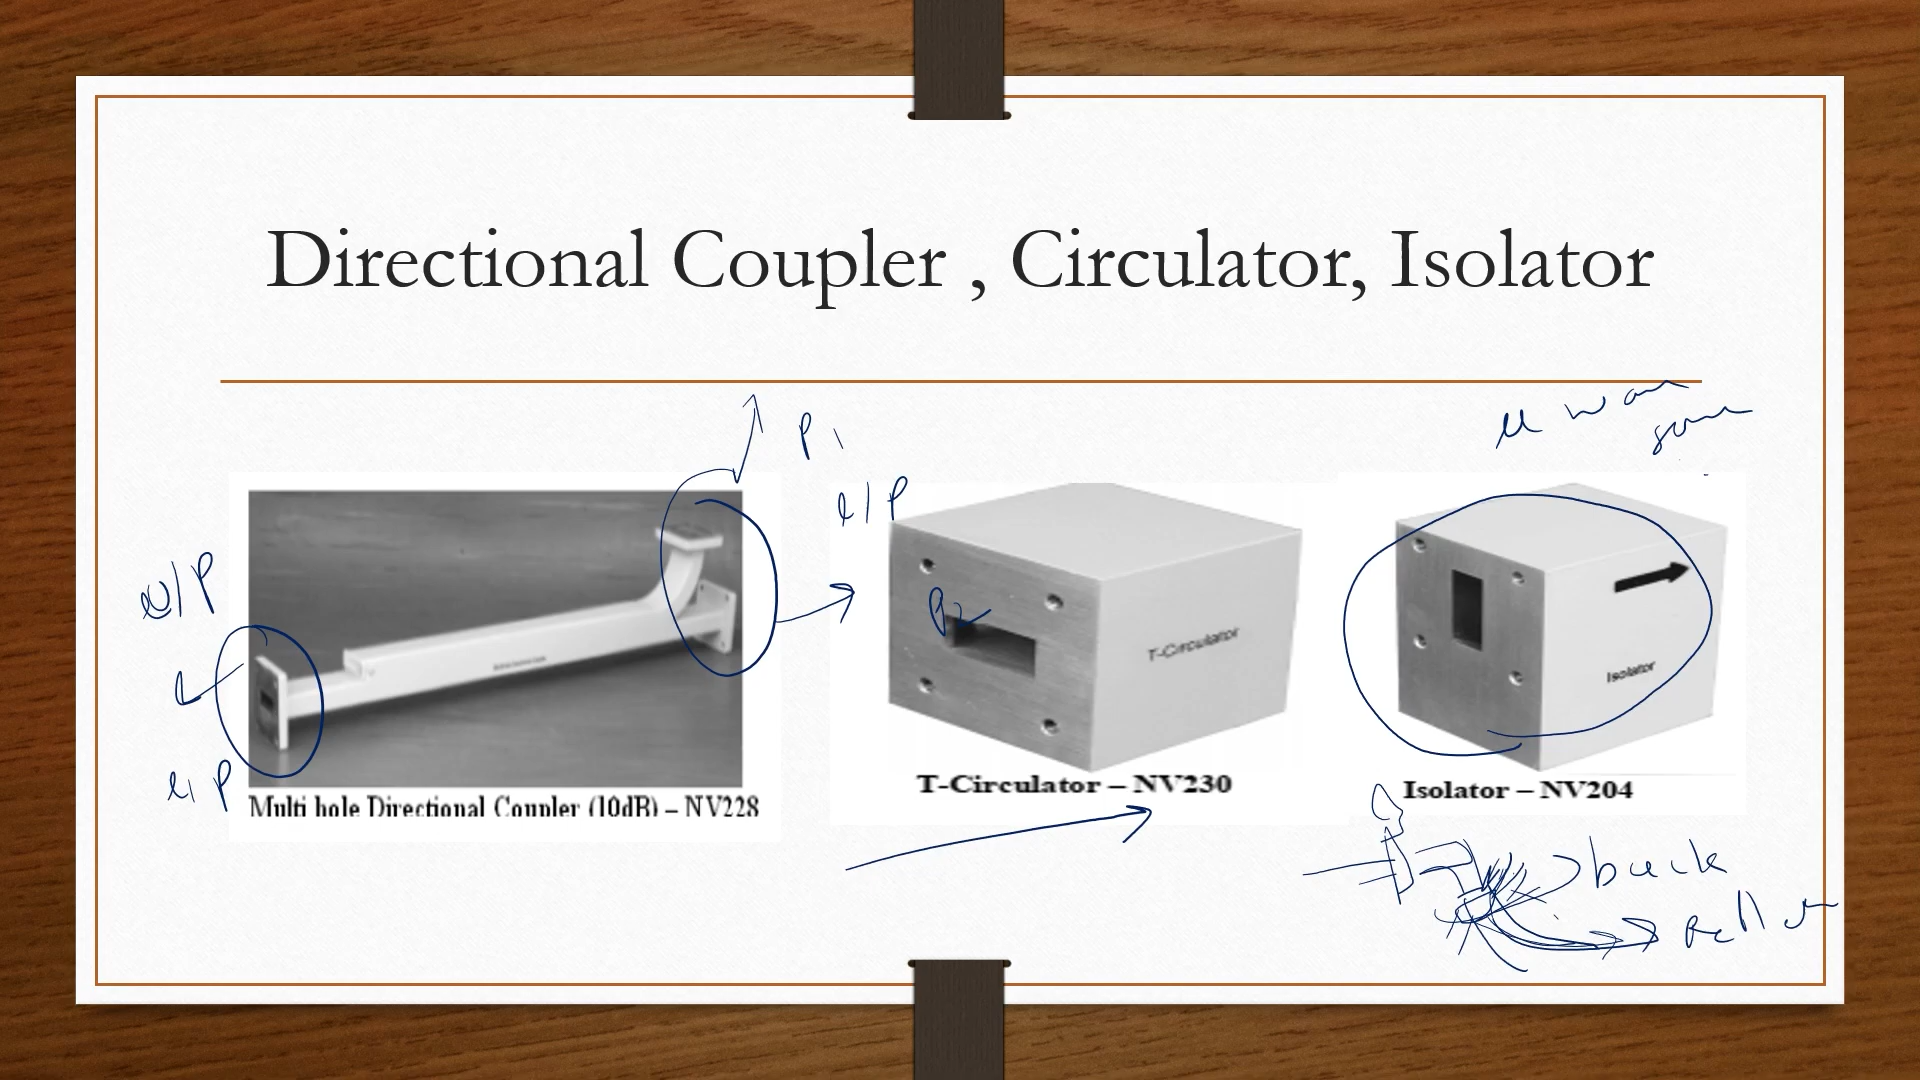 Directional Coupler , Circulator, Isolator
P1
P2
T-Circulator
Isolator
Multi hole Directional Coupler (10dB) – NV228
T-Circulator – NV230
Isolator – NV204
back